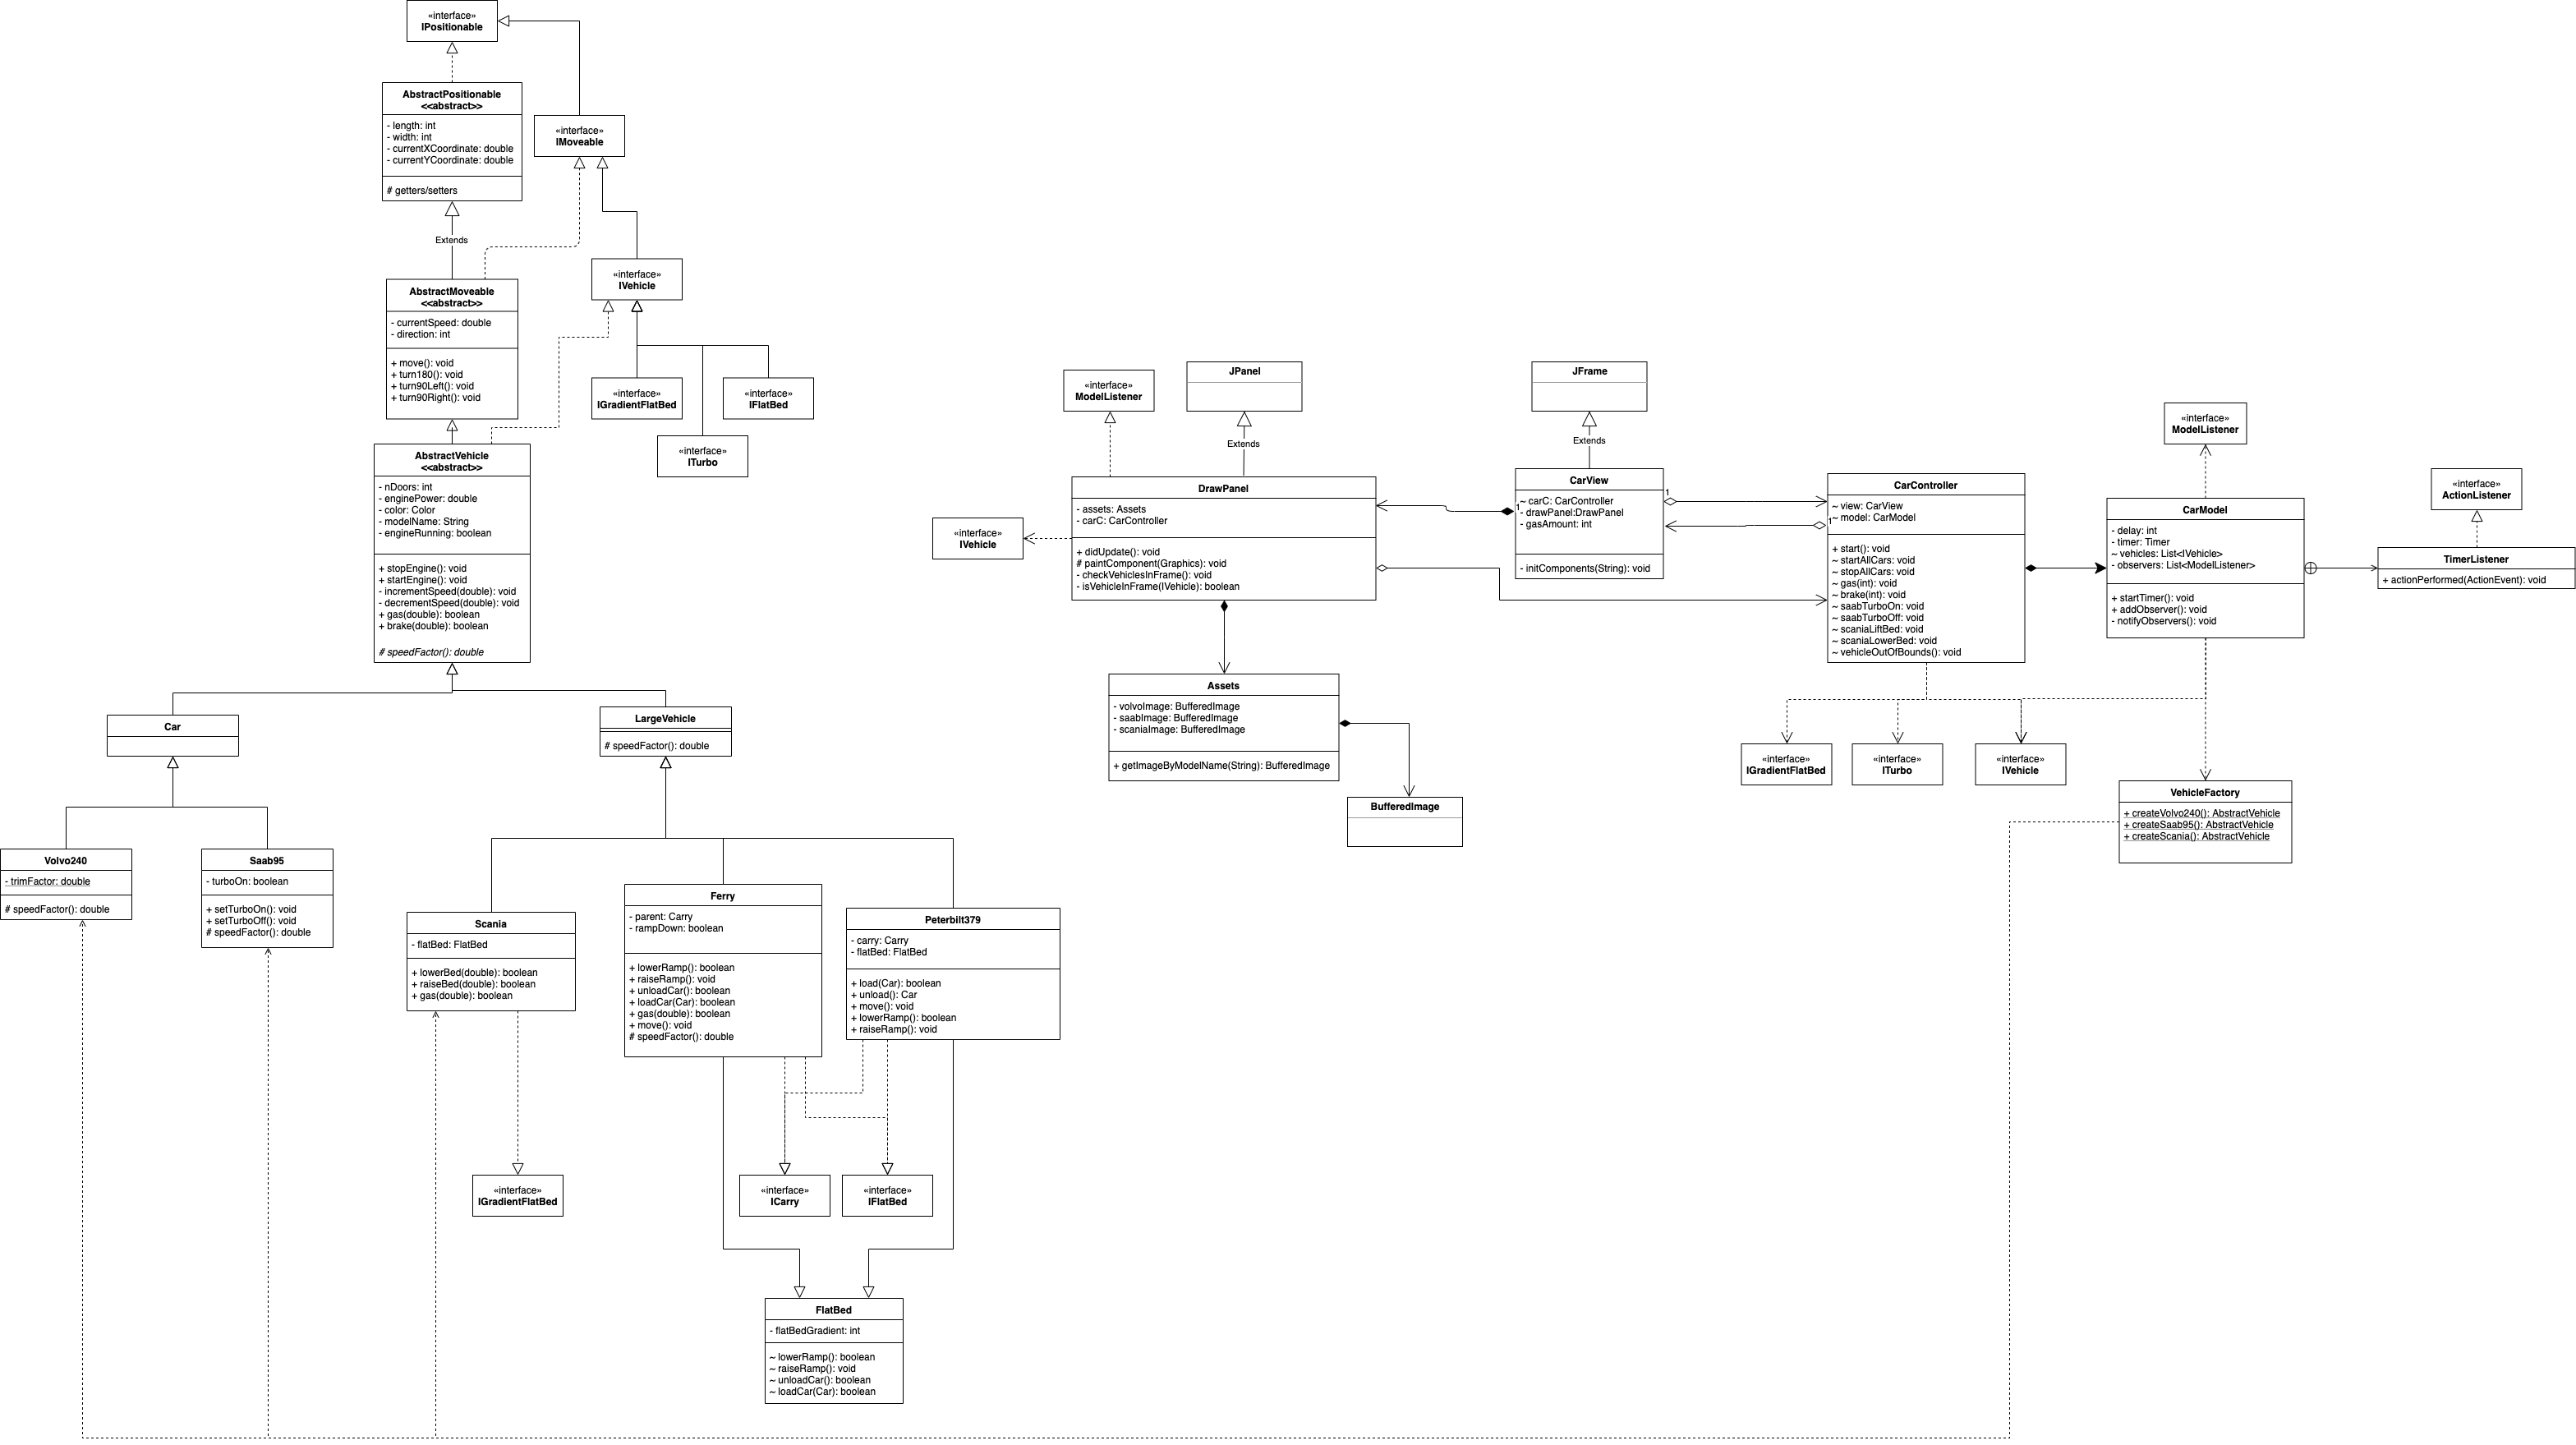 «interface»
IPositionable
AbstractPositionable
<<abstract>>
- length: int
- width: int
- currentXCoordinate: double
- currentYCoordinate: double
# getters/setters
«interface»
IMoveable
Extends
AbstractMoveable
<<abstract>>
- currentSpeed: double
- direction: int
+ move(): void
+ turn180(): void
+ turn90Left(): void
+ turn90Right(): void
«interface»
IVehicle
«interface»
IGradientFlatBed
«interface»
IFlatBed
«interface»
ITurbo
AbstractVehicle
<<abstract>>
- nDoors: int
- enginePower: double
- color: Color
- modelName: String
- engineRunning: boolean
+ stopEngine(): void
+ startEngine(): void
- incrementSpeed(double): void
- decrementSpeed(double): void
+ gas(double): boolean
+ brake(double): boolean
# speedFactor(): double
Car
LargeVehicle
# speedFactor(): double
Volvo240
- trimFactor: double
# speedFactor(): double
Saab95
- turboOn: boolean
+ setTurboOn(): void
+ setTurboOff(): void
# speedFactor(): double
Scania
- flatBed: FlatBed
+ lowerBed(double): boolean
+ raiseBed(double): boolean
+ gas(double): boolean
Ferry
- parent: Carry
- rampDown: boolean
+ lowerRamp(): boolean
+ raiseRamp(): void
+ unloadCar(): boolean
+ loadCar(Car): boolean
+ gas(double): boolean
+ move(): void
# speedFactor(): double
Peterbilt379
- carry: Carry
- flatBed: FlatBed
+ load(Car): boolean
+ unload(): Car
+ move(): void
+ lowerRamp(): boolean
+ raiseRamp(): void
«interface»
IGradientFlatBed
«interface»
ICarry
«interface»
IFlatBed
FlatBed
- flatBedGradient: int
~ lowerRamp(): boolean
~ raiseRamp(): void
~ unloadCar(): boolean
~ loadCar(Car): boolean
«interface»
ModelListener
JPanel
Extends
«interface»
IVehicle
DrawPanel
- assets: Assets
- carC: CarController
+ didUpdate(): void
# paintComponent(Graphics): void
- checkVehiclesInFrame(): void
- isVehicleInFrame(IVehicle): boolean
Assets
- volvoImage: BufferedImage
- saabImage: BufferedImage
- scaniaImage: BufferedImage
+ getImageByModelName(String): BufferedImage
BufferedImage
JFrame
Extends
CarView
~ carC: CarController
- drawPanel:DrawPanel
- gasAmount: int
- initComponents(String): void
1
1
1
CarController
~ view: CarView
~ model: CarModel
+ start(): void
~ startAllCars: void
~ stopAllCars: void
~ gas(int): void
~ brake(int): void
~ saabTurboOn: void
~ saabTurboOff: void
~ scaniaLiftBed: void
~ scaniaLowerBed: void
~ vehicleOutOfBounds(): void
«interface»
IGradientFlatBed
«interface»
ITurbo
«interface»
IVehicle
«interface»
ModelListener
CarModel
- delay: int
- timer: Timer
~ vehicles: List<IVehicle>
- observers: List<ModelListener>
+ startTimer(): void
+ addObserver(): void
- notifyObservers(): void
«interface»
ActionListener
TimerListener
+ actionPerformed(ActionEvent): void
VehicleFactory
+ createVolvo240(): AbstractVehicle
+ createSaab95(): AbstractVehicle
+ createScania(): AbstractVehicle